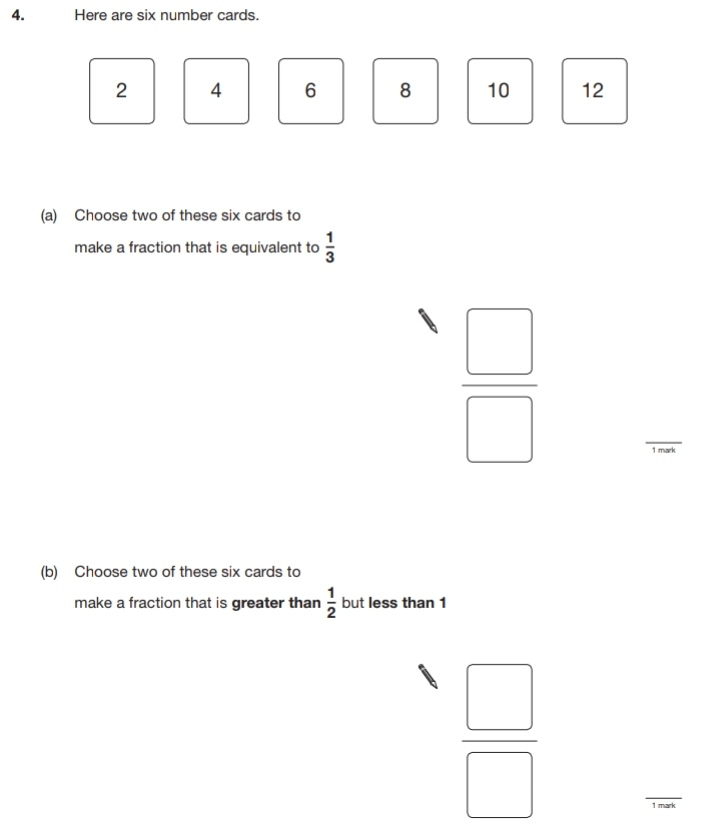 4. Here are six number cards.
2 4 6 8 10 12
(a) Choose two of these six cards to
make a fraction that is equivalent to 1/3
1 mark
(b) Choose two of these six cards to
make a fraction that is greater than 1/2 but less than 1
1 mark